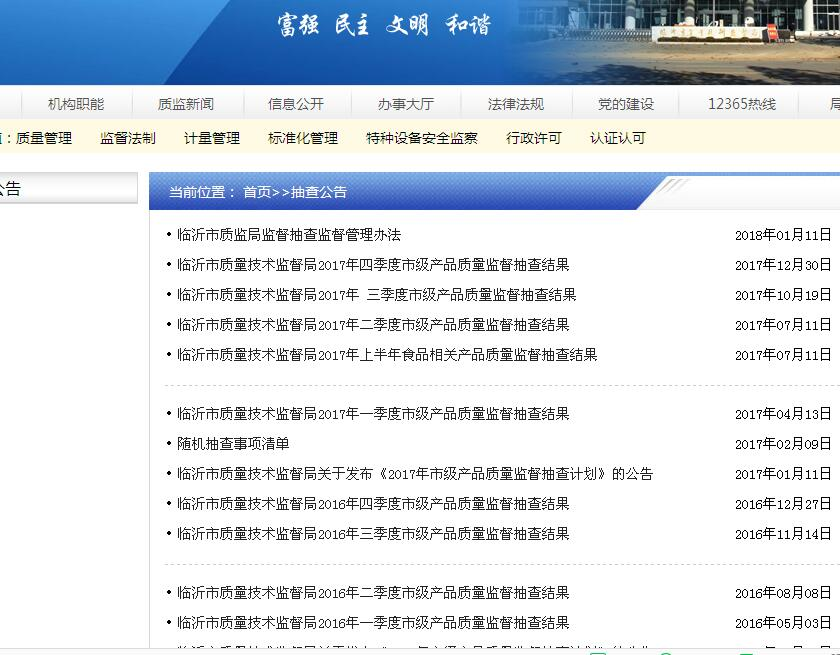 富强 民主 文明 和谐
机构职能 质监新闻 信息公开 办事大厅 法律法规 党的建设 12365热线 局
：质量管理 监督法制 计量管理 标准化管理 特种设备安全监察 行政许可 认证认可
公告
当前位置： 首页>>抽查公告
• 临沂市质监局监督抽查监督管理办法 2018年01月11日
• 临沂市质量技术监督局2017年四季度市级产品质量监督抽查结果 2017年12月30日
• 临沂市质量技术监督局2017年 三季度市级产品质量监督抽查结果 2017年10月19日
• 临沂市质量技术监督局2017年二季度市级产品质量监督抽查结果 2017年07月11日
• 临沂市质量技术监督局2017年上半年食品相关产品质量监督抽查结果 2017年07月11日
• 临沂市质量技术监督局2017年一季度市级产品质量监督抽查结果 2017年04月13日
• 随机抽查事项清单 2017年02月09日
• 临沂市质量技术监督局关于发布《2017年市级产品质量监督抽查计划》的公告 2017年01月11日
• 临沂市质量技术监督局2016年四季度市级产品质量监督抽查结果 2016年12月27日
• 临沂市质量技术监督局2016年三季度市级产品质量监督抽查结果 2016年11月14日
• 临沂市质量技术监督局2016年二季度市级产品质量监督抽查结果 2016年08月08日
• 临沂市质量技术监督局2016年一季度市级产品质量监督抽查结果 2016年05月03日